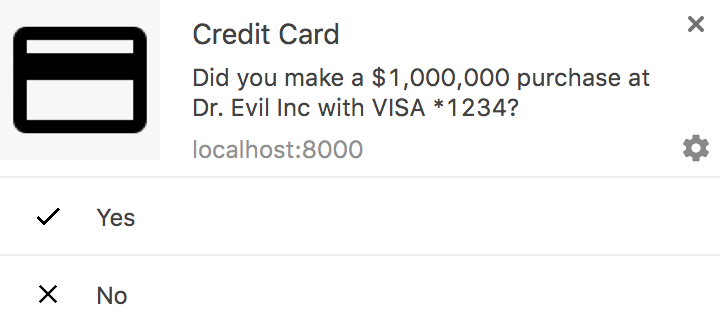 Credit Card
Did you make a $1,000,000 purchase at
Dr. Evil Inc with VISA *1234?
localhost:8000
Yes
No